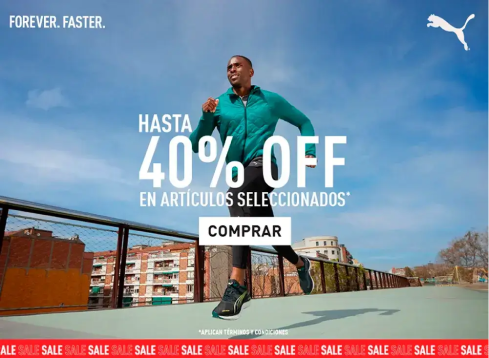 FOREVER. FASTER.
HASTA
40% OFF
EN ARTÍCULOS SELECCIONADOS*
COMPRAR
*APLICAN TÉRMINOS Y CONDICIONES
ALE SALE SALE SALE SALE SALE SALE SALE SALE SALE SALE SALE SALE SALE SALE SALE SALE SALE SALE SALE SALE